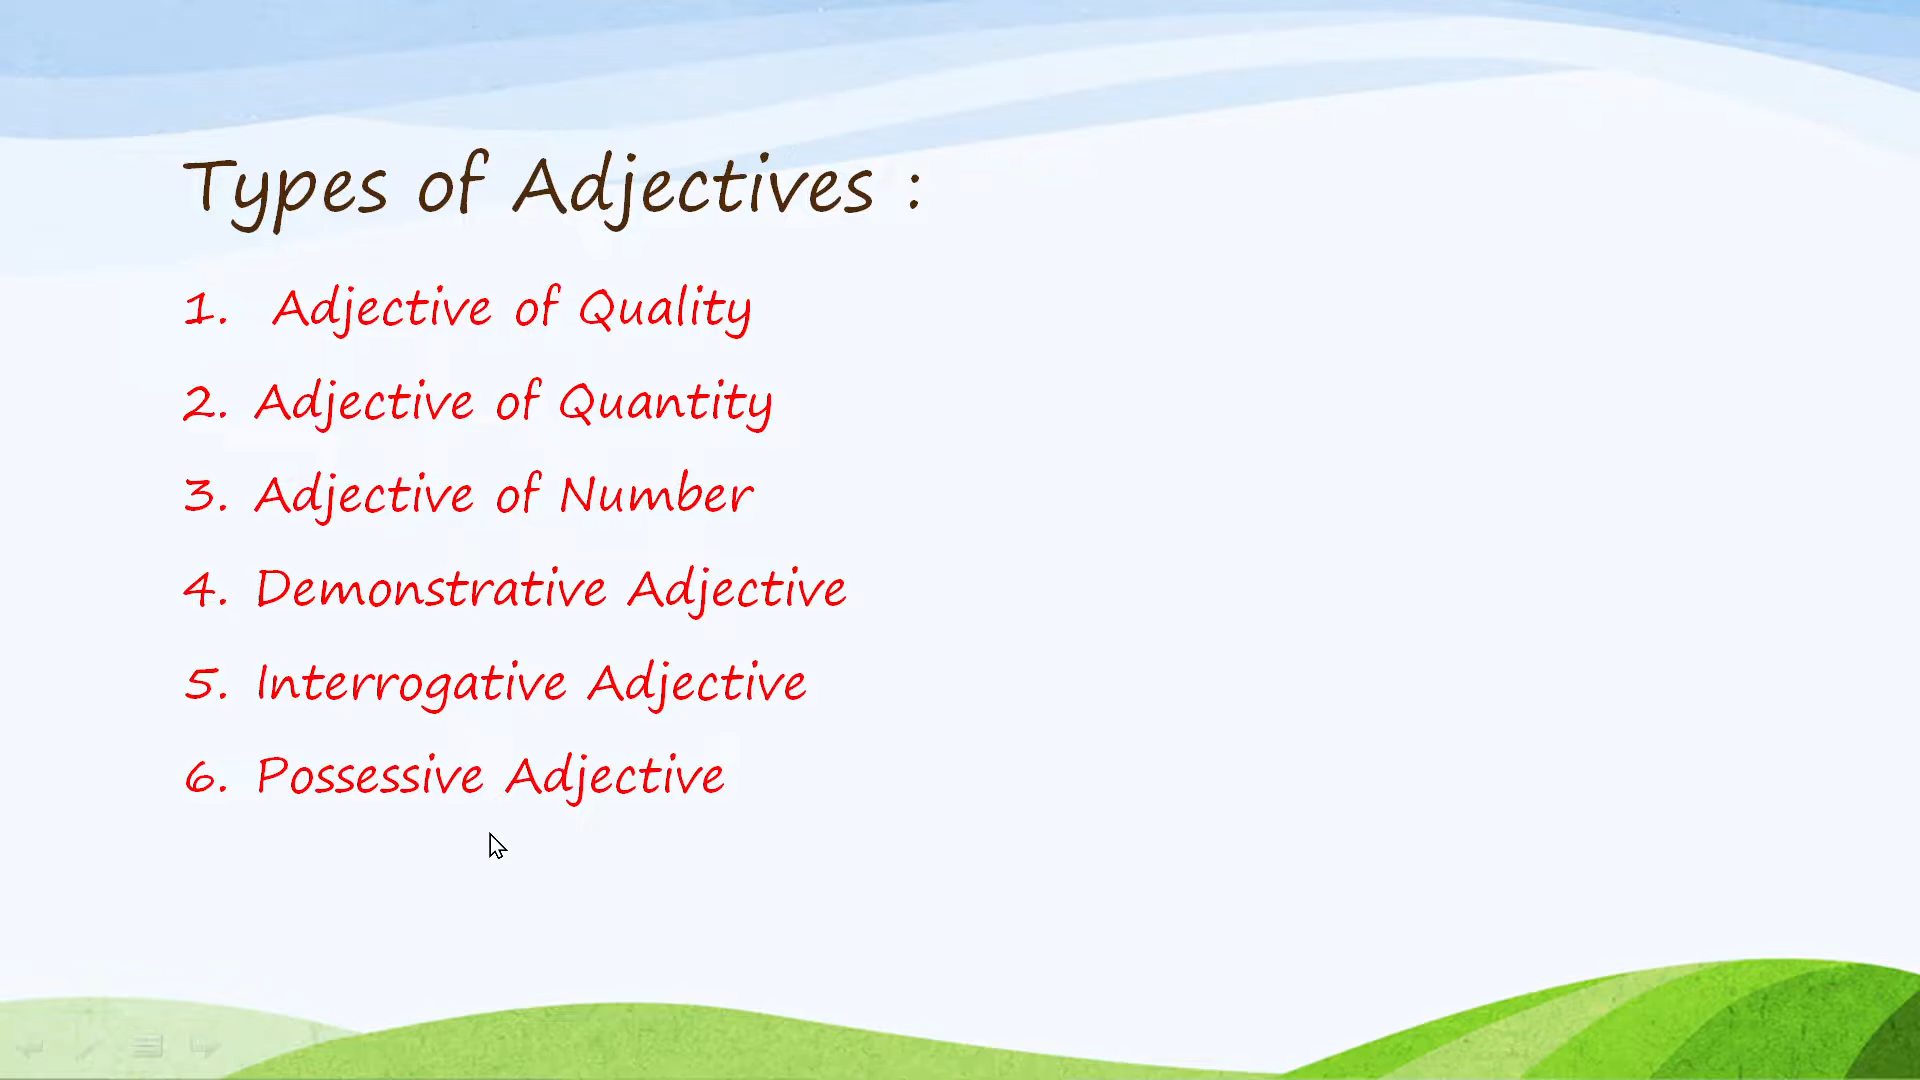 Types of Adjectives :
1. Adjective of Quality
2. Adjective of Quantity
3. Adjective of Number
4. Demonstrative Adjective
5. Interrogative Adjective
6. Possessive Adjective